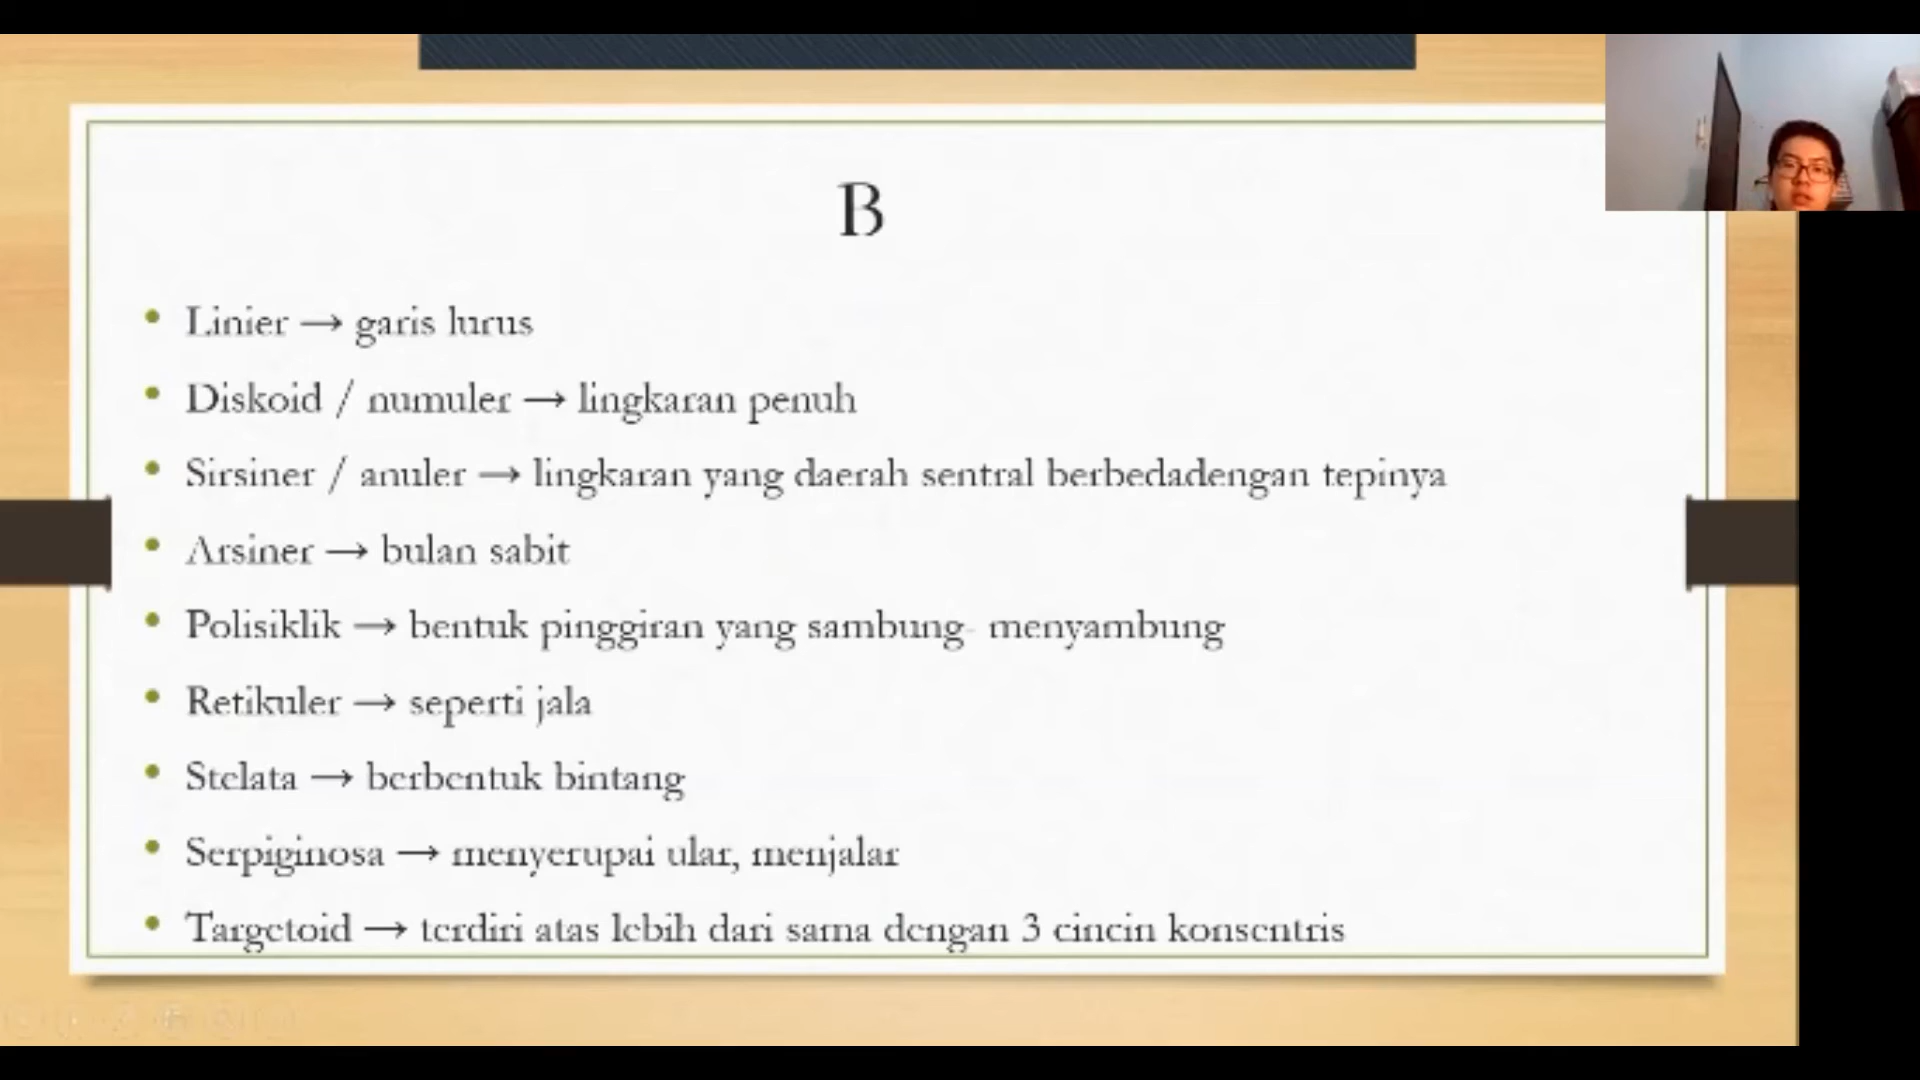 B
Linier → garis lurus
Diskoid / numuler → lingkaran penuh
Sirsiner / anuler → lingkaran yang daerah sentral berbedadengan tepinya
Arsiner → bulan sabit
Polisiklik → bentuk pinggiran yang sambung- menyambung
Retikuler → seperti jala
Stelata → berbentuk bintang
Serpiginosa → menyerupai ular, menjalar
Targetoid → terdiri atas lebih dari sama dengan 3 cincin konsentris